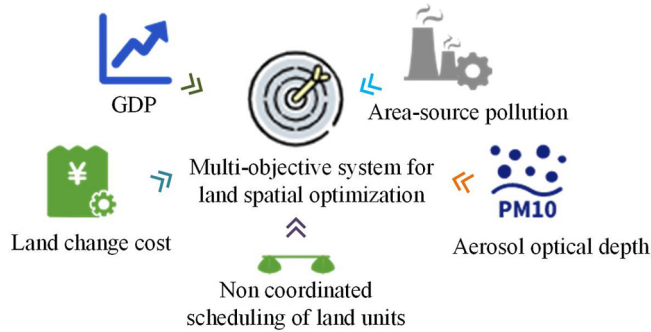 GDP
Area-source pollution
Multi-objective system for
land spatial optimization
¥
Land change cost
PM10
Aerosol optical depth
Non coordinated
scheduling of land units